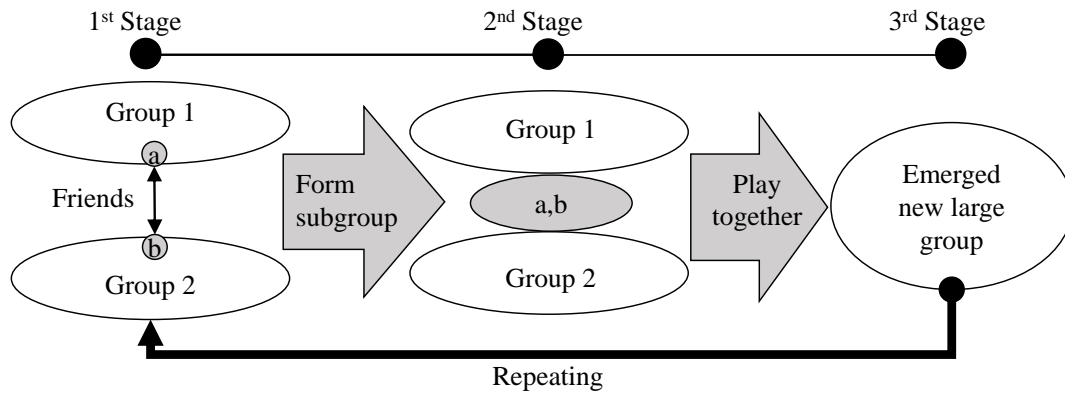 1st Stage
2nd Stage
3rd Stage
Group 1
a
Friends
b
Group 2
Form
subgroup
Group 1
a,b
Group 2
Play
together
Emerged
new large
group
Repeating